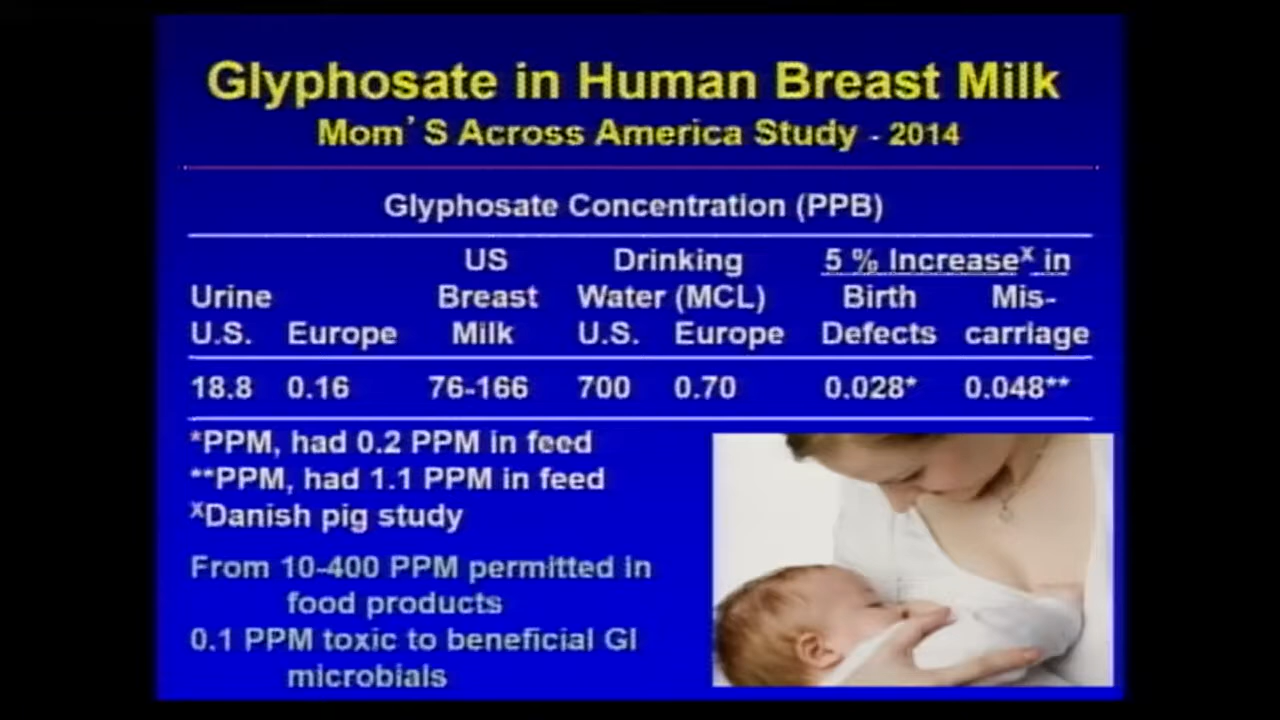 Glyphosate in Human Breast Milk
Mom's Across America Study - 2014
Glyphosate Concentration (PPB)
US Drinking 5 % Increaseˣ in
Urine Breast Water (MCL) Birth Mis-
U.S. Europe Milk U.S. Europe Defects carriage
18.8 0.16 76-166 700 0.70 0.028* 0.048**
*PPM, had 0.2 PPM in feed
**PPM, had 1.1 PPM in feed
ˣDanish pig study
From 10-400 PPM permitted in
food products
0.1 PPM toxic to beneficial GI
microbials